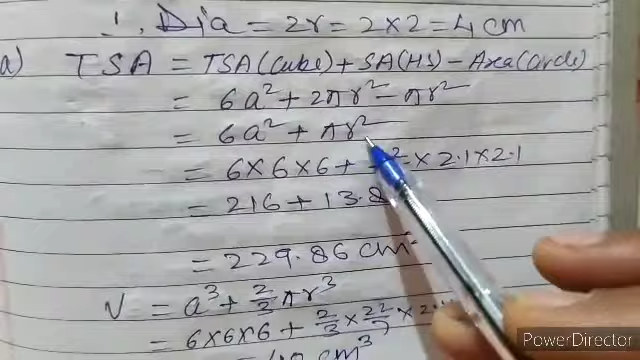 ∴ Dia = 2r = 2×2 = 4 cm
a) TSA = TSA(Cube) + SA(HS) − Area(Circle)
= 6a² + 2πr² − πr²
= 6a² + πr²
= 6×6×6 + × 2.1×2.1
= 216 + 13.8
= 229.86 cm²
V = a³ + 2/3 πr³
= 6×6×6 + 2/3 × 22/7 ×
cm³
PowerDirector